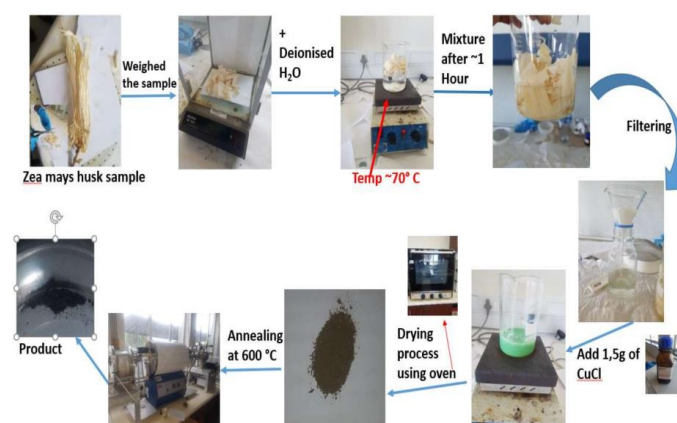 Weighed
the sample
+
Deionised
H₂O
Mixture
after ~1
Hour
Filtering
Zea mays husk sample
Temp ~70° C
Add 1,5g of
CuCl
Drying
process
using oven
Annealing
at 600 °C
Product